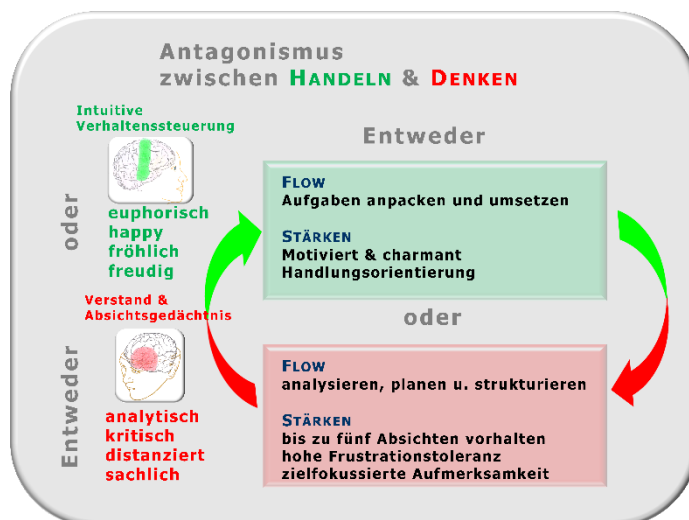 Antagonismus
zwischen HANDELN & DENKEN
Intuitive
Verhaltenssteuerung
euphorisch
happy
fröhlich
freudig
oder
Entweder
FLOW
Aufgaben anpacken und umsetzen
STÄRKEN
Motiviert & charmant
Handlungsorientierung
oder
Verstand &
Absichtsgedächtnis
analytisch
kritisch
distanziert
sachlich
Entweder
FLOW
analysieren, planen u. strukturieren
STÄRKEN
bis zu fünf Absichten vorhalten
hohe Frustrationstoleranz
zielfokussierte Aufmerksamkeit